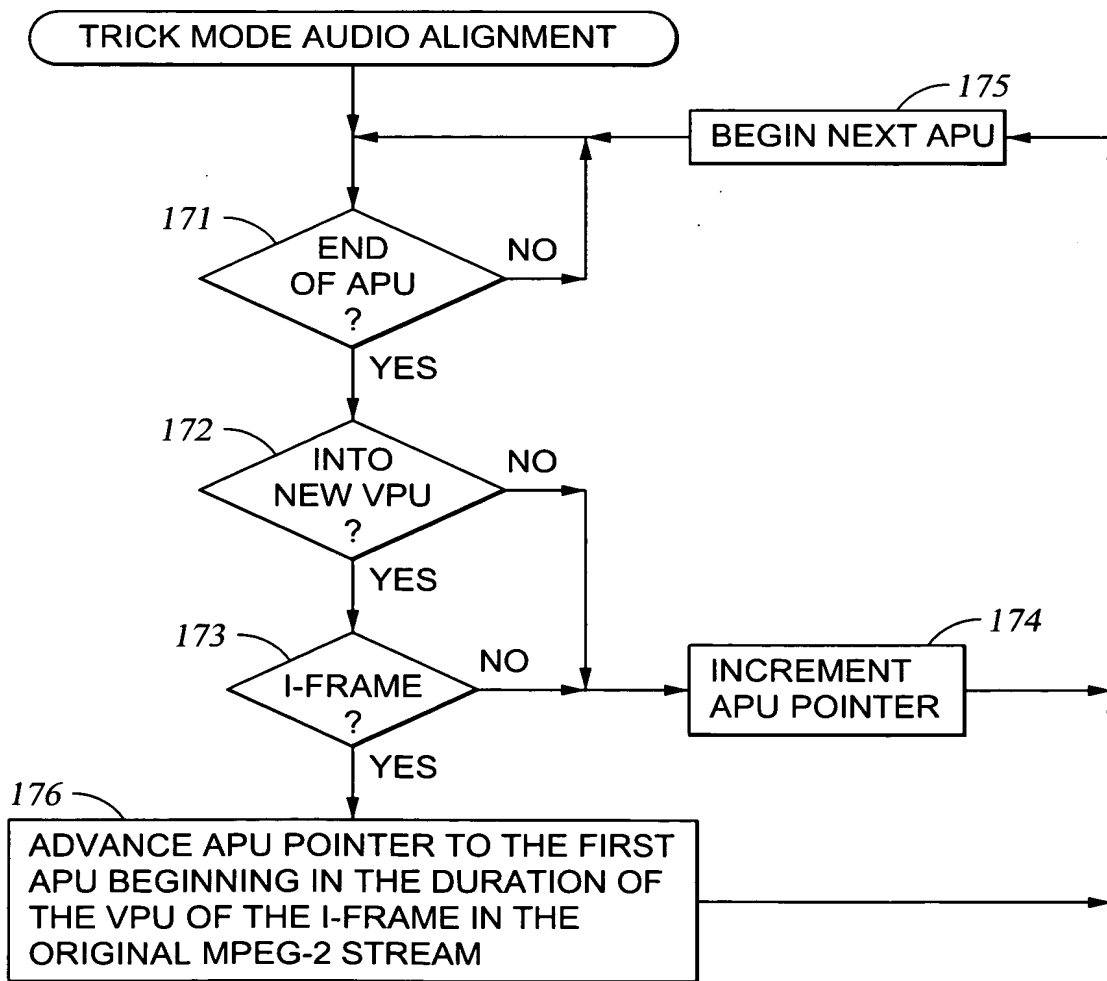 TRICK MODE AUDIO ALIGNMENT
175
BEGIN NEXT APU
171
END
OF APU
?
NO
YES
172
INTO
NEW VPU
?
NO
YES
173
I-FRAME
?
NO
174
INCREMENT
APU POINTER
YES
176
ADVANCE APU POINTER TO THE FIRST
APU BEGINNING IN THE DURATION OF
THE VPU OF THE I-FRAME IN THE
ORIGINAL MPEG-2 STREAM